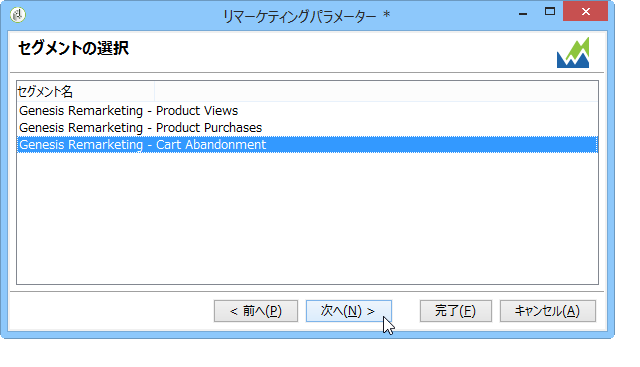 リマーケティングパラメーター *
セグメントの選択
セグメント名
Genesis Remarketing - Product Views
Genesis Remarketing - Product Purchases
Genesis Remarketing - Cart Abandonment
< 前へ(P) 次へ(N) > 完了(F) キャンセル(A)